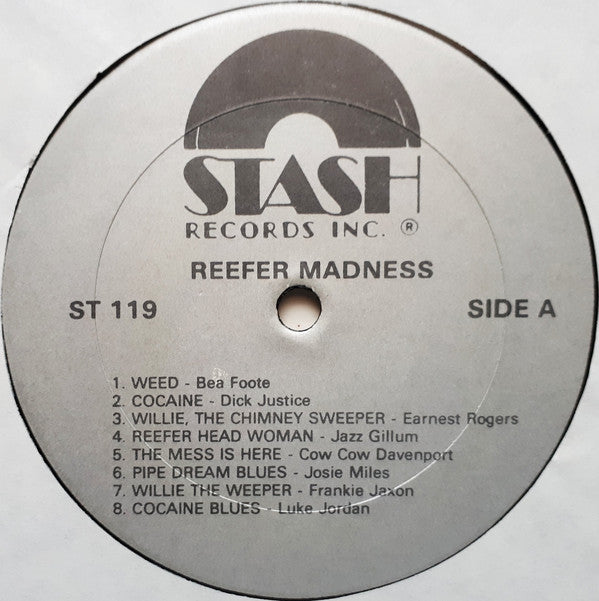 STASH
RECORDS INC. ®
REEFER MADNESS
ST 119
SIDE A
1. WEED - Bea Foote
2. COCAINE - Dick Justice
3. WILLIE, THE CHIMNEY SWEEPER - Earnest Rogers
4. REEFER HEAD WOMAN - Jazz Gillum
5. THE MESS IS HERE - Cow Cow Davenport
6. PIPE DREAM BLUES - Josie Miles
7. WILLIE THE WEEPER - Frankie Jaxon
8. COCAINE BLUES - Luke Jordan